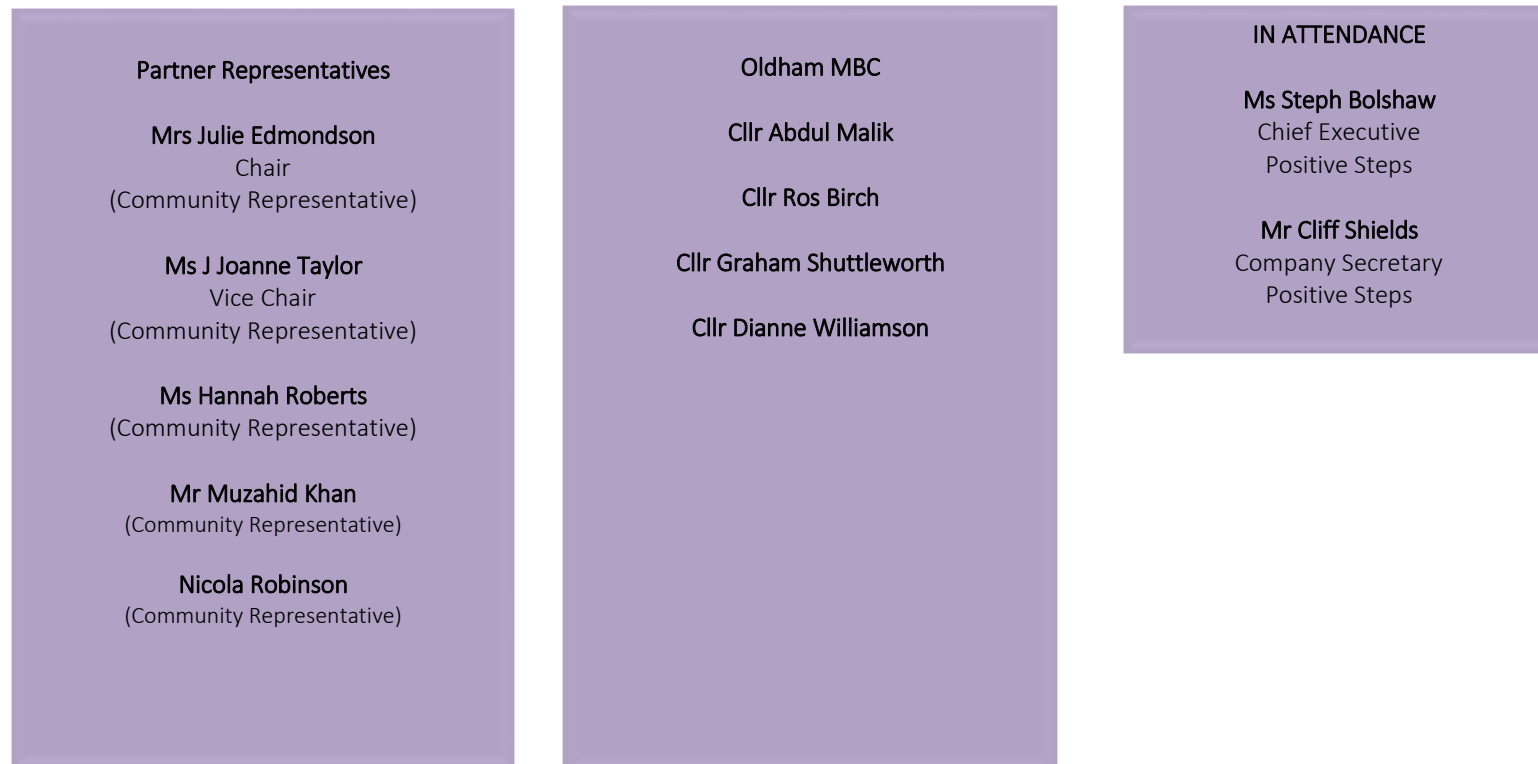 Partner Representatives
Mrs Julie Edmondson
Chair
(Community Representative)
Ms J Joanne Taylor
Vice Chair
(Community Representative)
Ms Hannah Roberts
(Community Representative)
Mr Muzahid Khan
(Community Representative)
Nicola Robinson
(Community Representative)
Oldham MBC
Cllr Abdul Malik
Cllr Ros Birch
Cllr Graham Shuttleworth
Cllr Dianne Williamson
IN ATTENDANCE
Ms Steph Bolshaw
Chief Executive
Positive Steps
Mr Cliff Shields
Company Secretary
Positive Steps